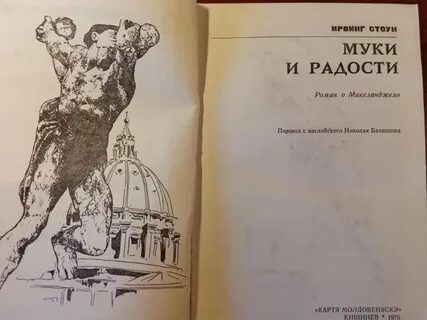 ИРВИНГ СТОУН
МУКИ
И РАДОСТИ
Роман о Микеланджело
Перевод с английского Николая Банникова
«КАРТЯ МОЛДОВЕНЯСКЭ»
КИШИНЕВ * 1970